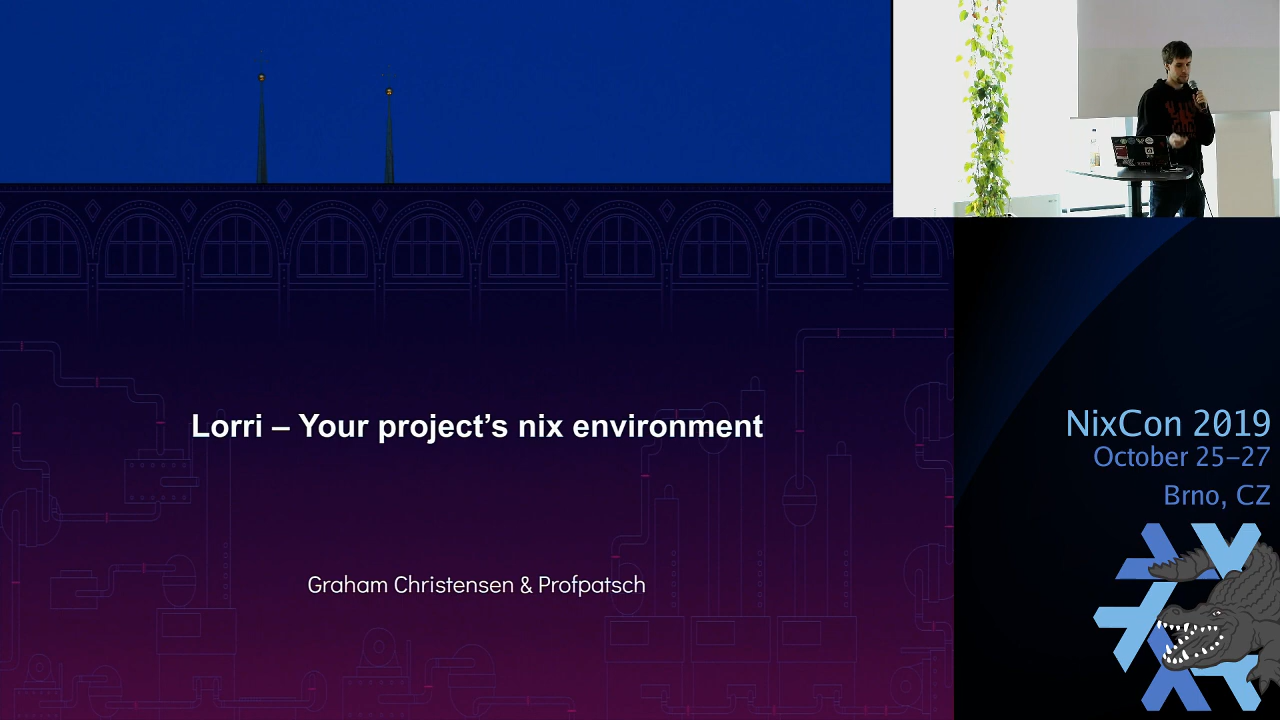 Lorri – Your project's nix environment
Graham Christensen & Profpatsch
NixCon 2019
October 25–27
Brno, CZ